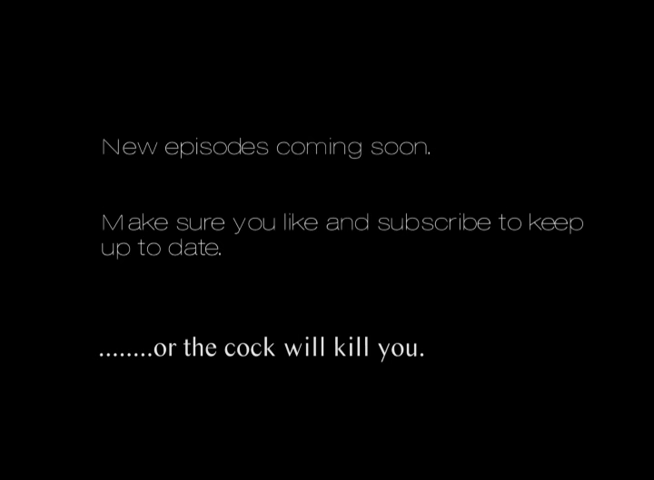 New episodes coming soon.
Make sure you like and subscribe to keep
up to date.
........or the cock will kill you.